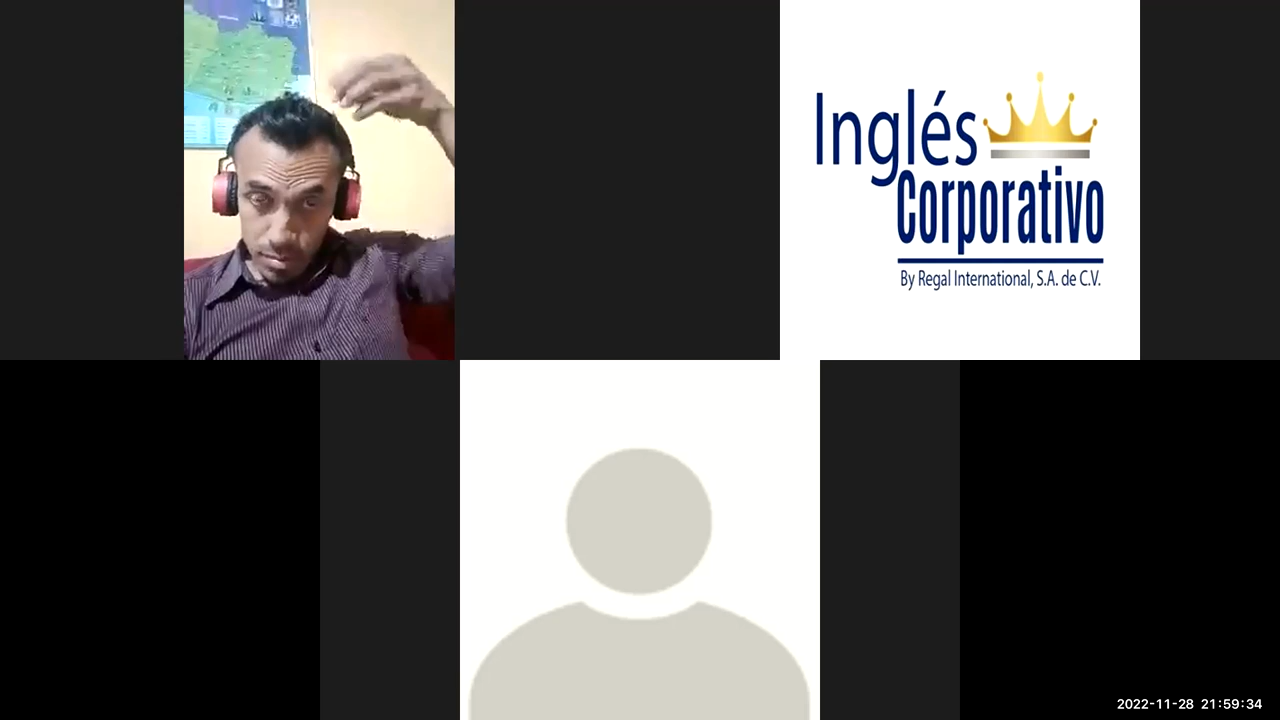 Inglés
Corporativo
By Regal International, S.A. de C.V.
2022-11-28 21:59:34